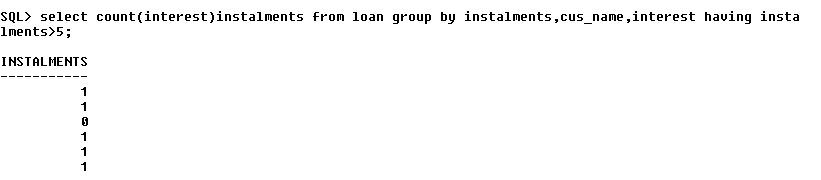 SQL> select count(interest)instalments from loan group by instalments,cus_name,interest having insta
lments>5;
INSTALMENTS
-----------
1
1
0
1
1
1